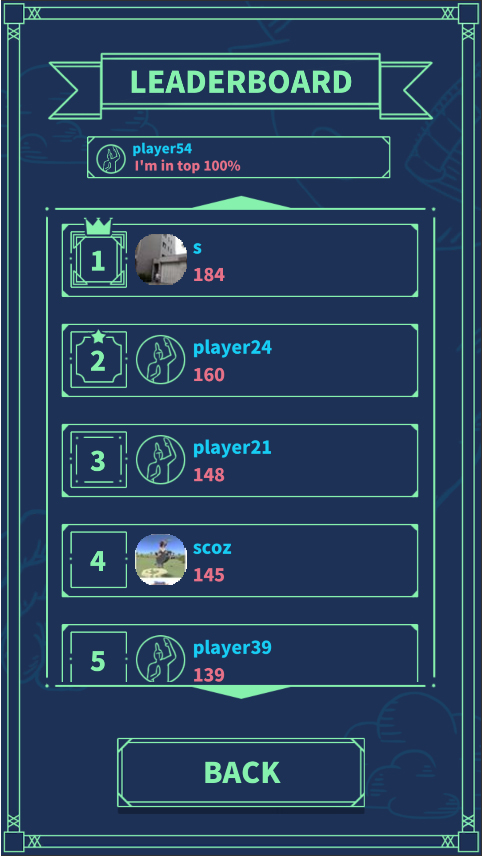 LEADERBOARD
player54
I'm in top 100%
1
s
184
2
player24
160
3
player21
148
4
scoz
145
5
player39
139
BACK